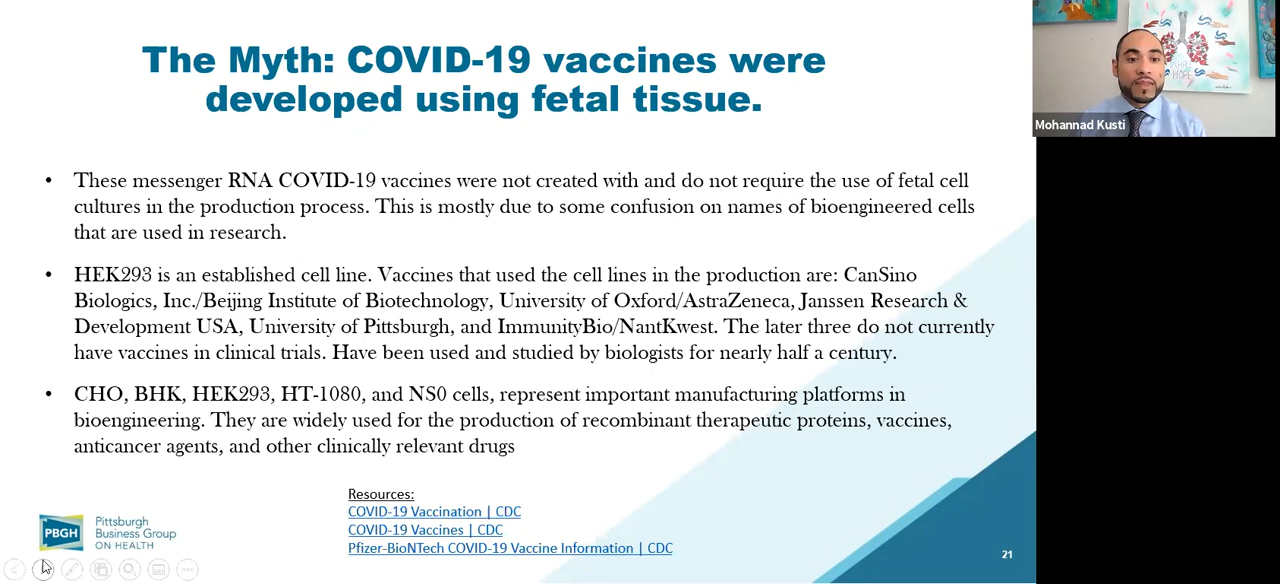 The Myth: COVID-19 vaccines were
developed using fetal tissue.
• These messenger RNA COVID-19 vaccines were not created with and do not require the use of fetal cell
cultures in the production process. This is mostly due to some confusion on names of bioengineered cells
that are used in research.
• HEK293 is an established cell line. Vaccines that used the cell lines in the production are: CanSino
Biologics, Inc./Beijing Institute of Biotechnology, University of Oxford/AstraZeneca, Janssen Research &
Development USA, University of Pittsburgh, and ImmunityBio/NantKwest. The later three do not currently
have vaccines in clinical trials. Have been used and studied by biologists for nearly half a century.
• CHO, BHK, HEK293, HT-1080, and NS0 cells, represent important manufacturing platforms in
bioengineering. They are widely used for the production of recombinant therapeutic proteins, vaccines,
anticancer agents, and other clinically relevant drugs
Resources:
COVID-19 Vaccination | CDC
COVID-19 Vaccines | CDC
Pfizer-BioNTech COVID-19 Vaccine Information | CDC
PBGH
Pittsburgh
Business Group
ON HEALTH
21
HOPE
Mohannad Kusti